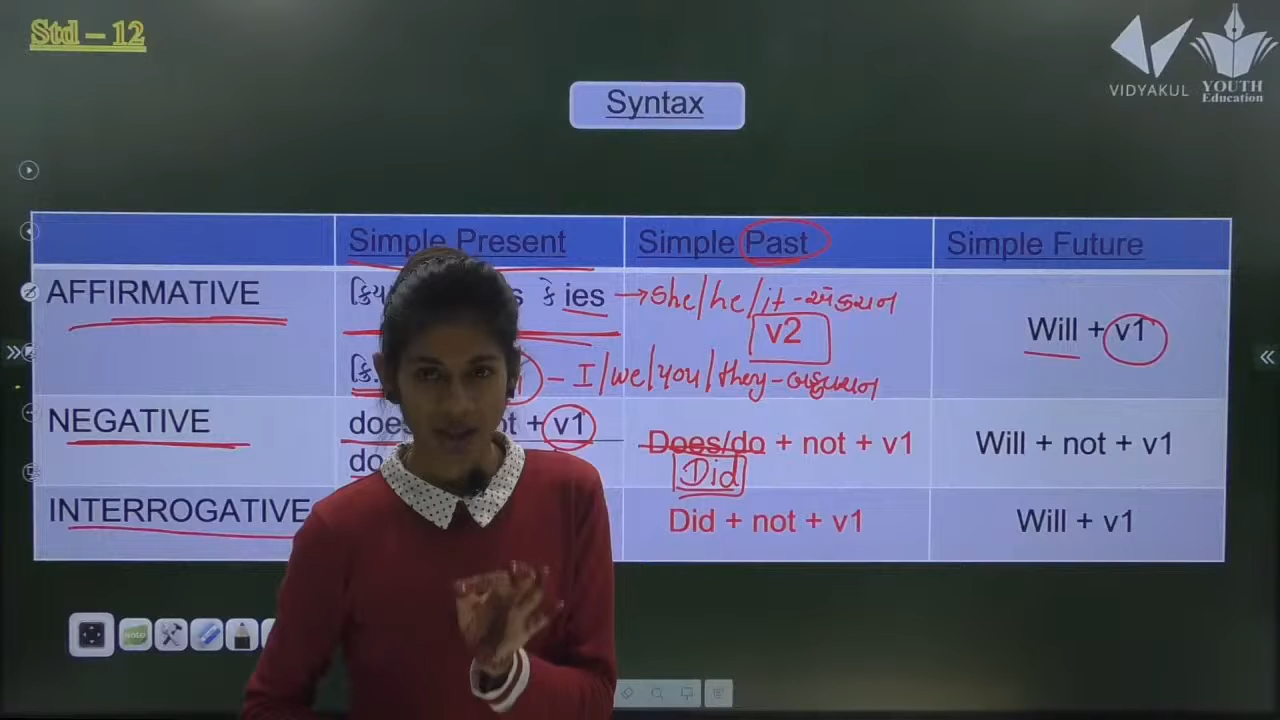 Std – 12
VIDYAKUL
YOUTH
Education
Syntax
Simple Present
Simple Past
Simple Future
AFFIRMATIVE
કે ies → she/he/it - એકવચન
v2
Will + v1
ક્રિ. - I/we/you/they - બહુવચન
NEGATIVE
+ v1
Does/do + not + v1
Did
Will + not + v1
INTERROGATIVE
Did + not + v1
Will + v1